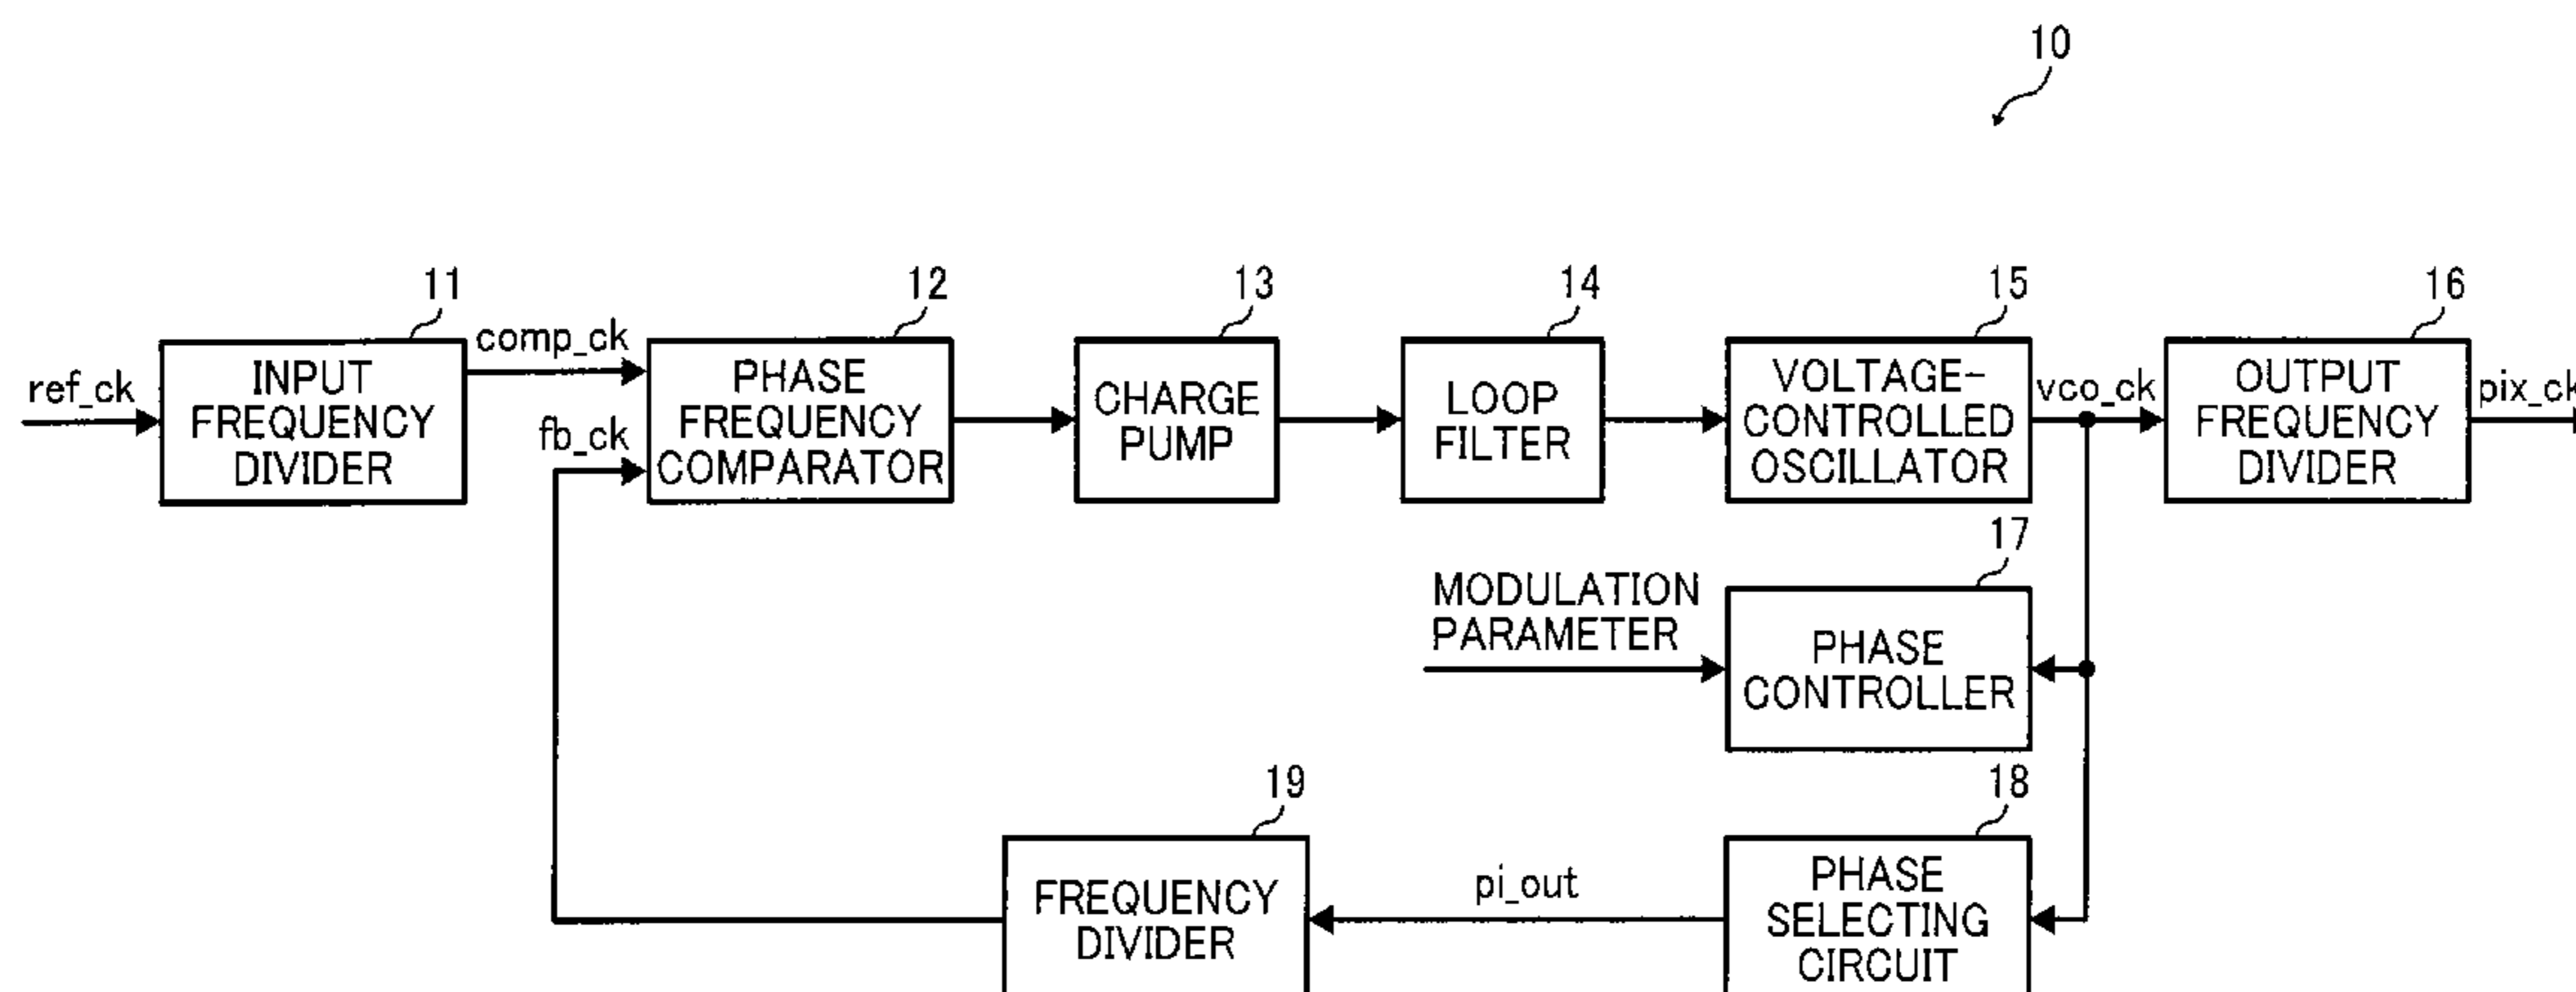 10
11
12
13
14
15
16
ref_ck
INPUT
FREQUENCY
DIVIDER
comp_ck
fb_ck
PHASE
FREQUENCY
COMPARATOR
CHARGE
PUMP
LOOP
FILTER
VOLTAGE-
CONTROLLED
OSCILLATOR
vco_ck
OUTPUT
FREQUENCY
DIVIDER
pix_ck
17
MODULATION
PARAMETER
PHASE
CONTROLLER
19
18
FREQUENCY
DIVIDER
pi_out
PHASE
SELECTING
CIRCUIT